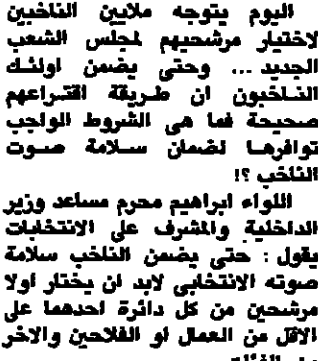 اليوم يتوجه ملايين الناخبين
لاختيار مرشحيهم لمجلس الشعب
الجديد ... وحتى يضمن اولئك
الناخبون ان طريقة اقتراعهم
صحيحة فما هى الشروط الواجب
توافرها لضمان سلامة صوت
الناخب ؟!
اللواء ابراهيم محرم مساعد وزير
الداخلية والمشرف على الانتخابات
يقول : حتى يضمن الناخب سلامة
صوته الانتخابى لابد ان يختار اولا
مرشحين من كل دائرة احدهما على
الاقل من العمال او الفلاحين والاخر